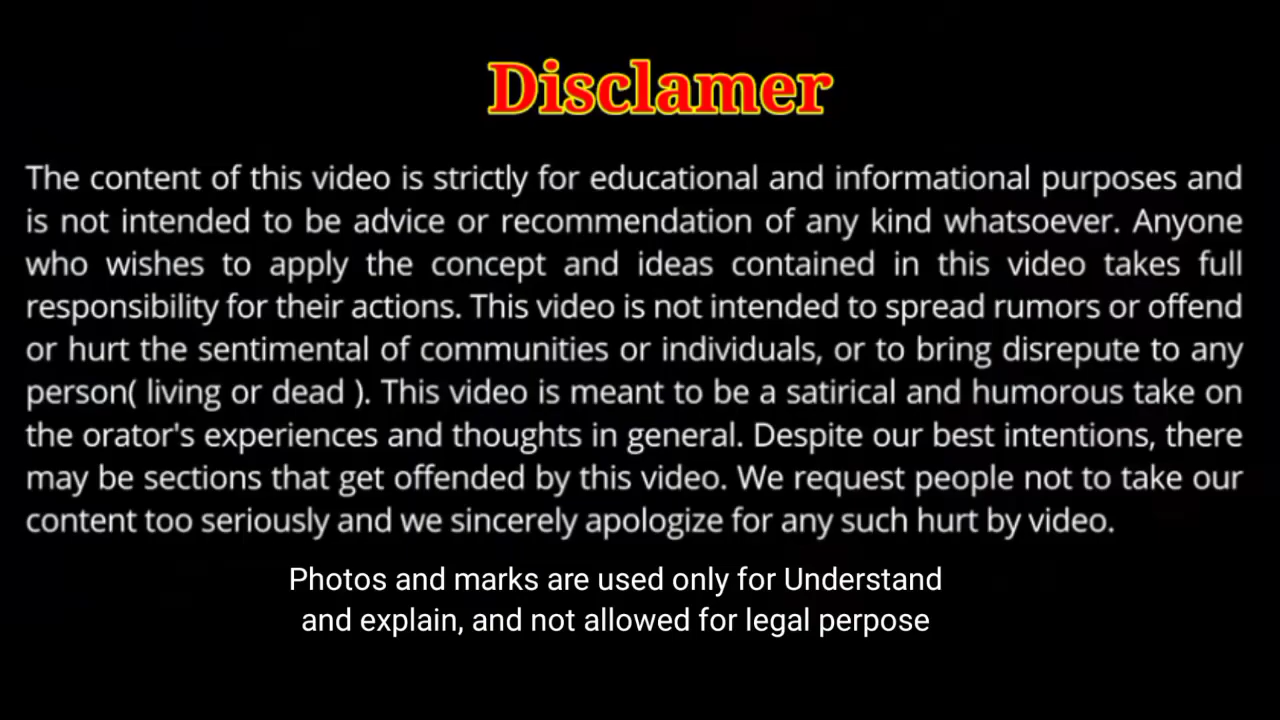 Disclamer
The content of this video is strictly for educational and informational purposes and
is not intended to be advice or recommendation of any kind whatsoever. Anyone
who wishes to apply the concept and ideas contained in this video takes full
responsibility for their actions. This video is not intended to spread rumors or offend
or hurt the sentimental of communities or individuals, or to bring disrepute to any
person( living or dead ). This video is meant to be a satirical and humorous take on
the orator's experiences and thoughts in general. Despite our best intentions, there
may be sections that get offended by this video. We request people not to take our
content too seriously and we sincerely apologize for any such hurt by video.
Photos and marks are used only for Understand
and explain, and not allowed for legal perpose